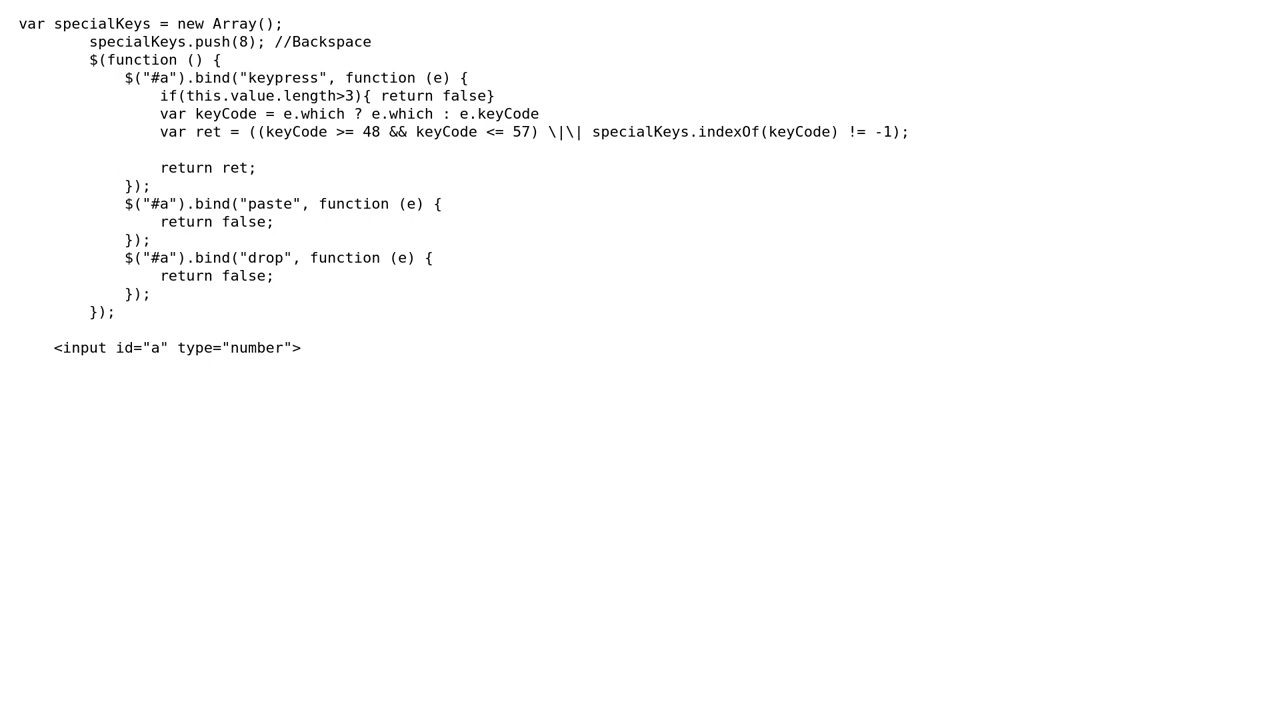 var specialKeys = new Array();
        specialKeys.push(8); //Backspace
        $(function () {
            $("#a").bind("keypress", function (e) {
                if(this.value.length>3){ return false}
                var keyCode = e.which ? e.which : e.keyCode
                var ret = ((keyCode >= 48 && keyCode <= 57) \|\| specialKeys.indexOf(keyCode) != -1);

                return ret;
            });
            $("#a").bind("paste", function (e) {
                return false;
            });
            $("#a").bind("drop", function (e) {
                return false;
            });
        });

    <input id="a" type="number">